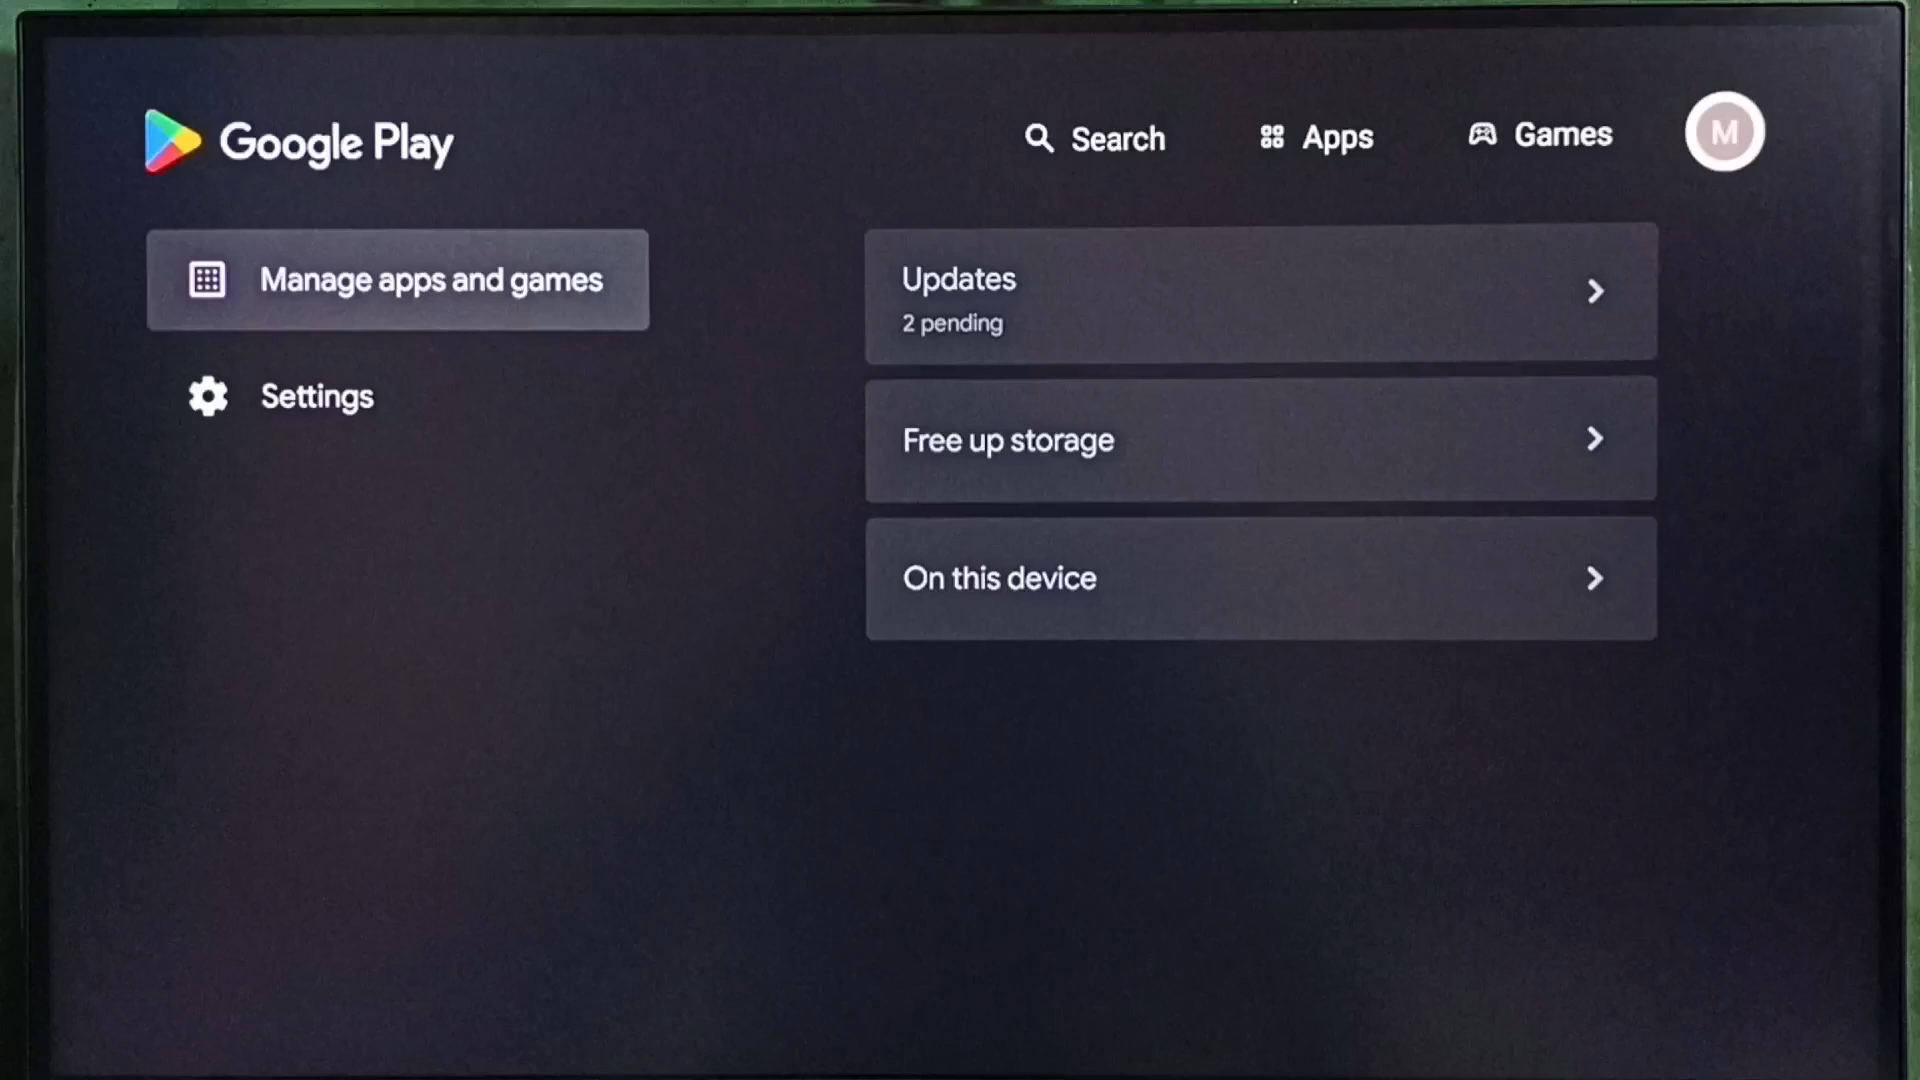 Google Play
Search
Apps
Games
M
Manage apps and games
Settings
Updates
2 pending
Free up storage
On this device